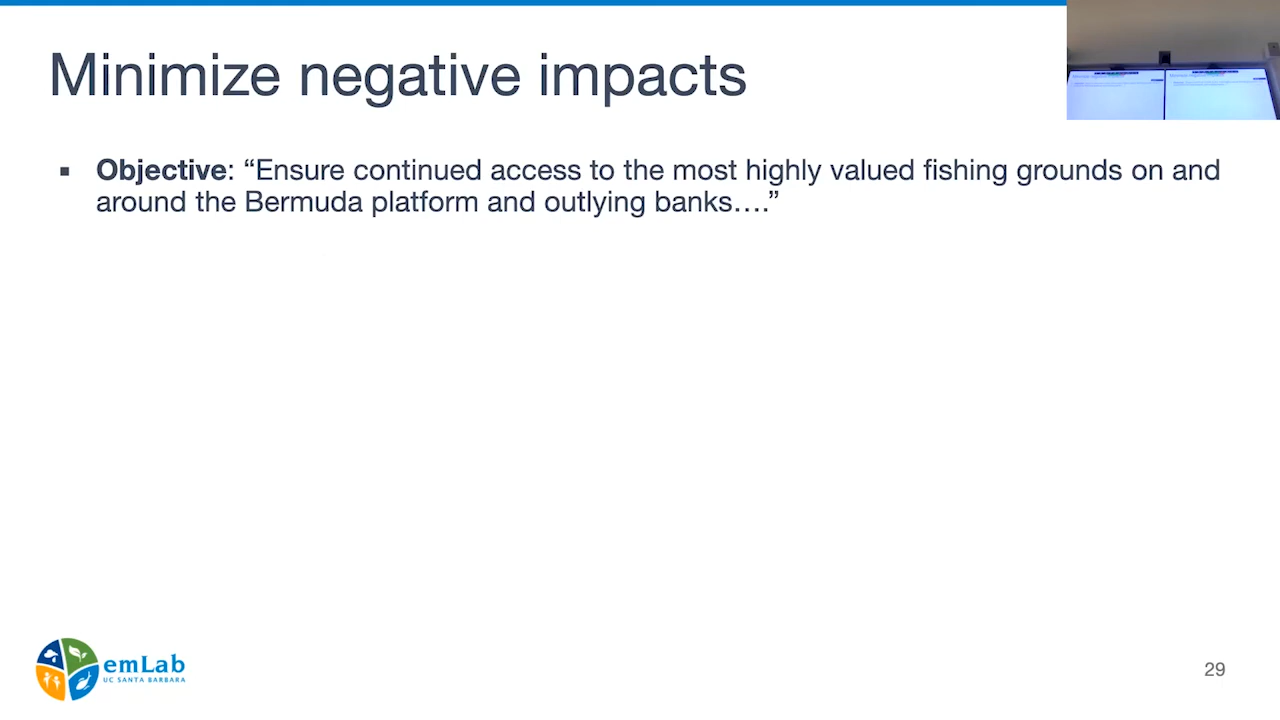 Minimize negative impacts
▪ Objective: “Ensure continued access to the most highly valued fishing grounds on and
around the Bermuda platform and outlying banks….”
emLab
UC SANTA BARBARA
29